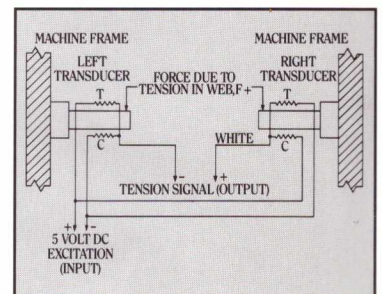 MACHINE FRAME
MACHINE FRAME
LEFT
TRANSDUCER
FORCE DUE TO
TENSION IN WEB,F +
RIGHT
TRANSDUCER
T
T
C
WHITE
C
-
+
TENSION SIGNAL (OUTPUT)
+ -
5 VOLT DC
EXCITATION
(INPUT)